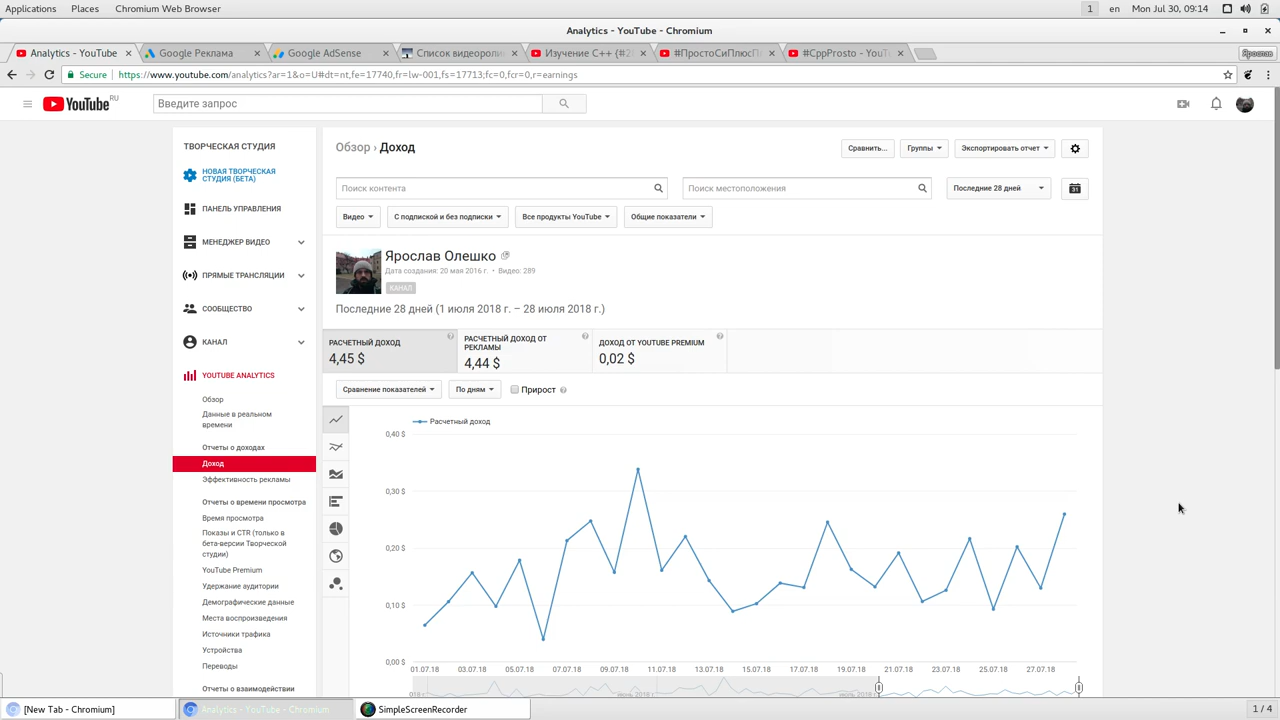 Applications Places Chromium Web Browser 1 en Mon Jul 30, 09:14
Analytics - YouTube - Chromium
Analytics - YouTube × Google Реклама × Google AdSense × Список видеороли × Изучение C++ (#2 × #ПростоСиПлюсП × #CppProsto - YouT × Ярослав
Secure https://www.youtube.com/analytics?ar=1&o=U#dt=nt,fe=17740,fr=lw-001,fs=17713;fc=0,fcr=0,r=earnings
YouTube RU Введите запрос
ТВОРЧЕСКАЯ СТУДИЯ
НОВАЯ ТВОРЧЕСКАЯ
СТУДИЯ (БЕТА)
ПАНЕЛЬ УПРАВЛЕНИЯ
МЕНЕДЖЕР ВИДЕО
ПРЯМЫЕ ТРАНСЛЯЦИИ
СООБЩЕСТВО
КАНАЛ
YOUTUBE ANALYTICS
Обзор
Данные в реальном
времени
Отчеты о доходах
Доход
Эффективность рекламы
Отчеты о времени просмотра
Время просмотра
Показы и CTR (только в
бета-версии Творческой
студии)
YouTube Premium
Удержание аудитории
Демографические данные
Места воспроизведения
Источники трафика
Устройства
Переводы
Отчеты о взаимодействии
Обзор › Доход Сравнить... Группы Экспортировать отчет
Поиск контента Поиск местоположения Последние 28 дней 31
Видео С подпиской и без подписки Все продукты YouTube Общие показатели
Ярослав Олешко
Дата создания: 20 мая 2016 г. • Видео: 289
КАНАЛ
Последние 28 дней (1 июля 2018 г. – 28 июля 2018 г.)
РАСЧЕТНЫЙ ДОХОД ?
4,45 $
РАСЧЕТНЫЙ ДОХОД ОТ
РЕКЛАМЫ ?
4,44 $
ДОХОД ОТ YOUTUBE PREMIUM ?
0,02 $
Сравнение показателей По дням Прирост ?
Расчетный доход
0,40 $
0,30 $
0,20 $
0,10 $
0,00 $
01.07.18 03.07.18 05.07.18 07.07.18 09.07.18 11.07.18 13.07.18 15.07.18 17.07.18 19.07.18 21.07.18 23.07.18 25.07.18 27.07.18
[New Tab - Chromium] Analytics - YouTube - Chromium SimpleScreenRecorder 1 / 4